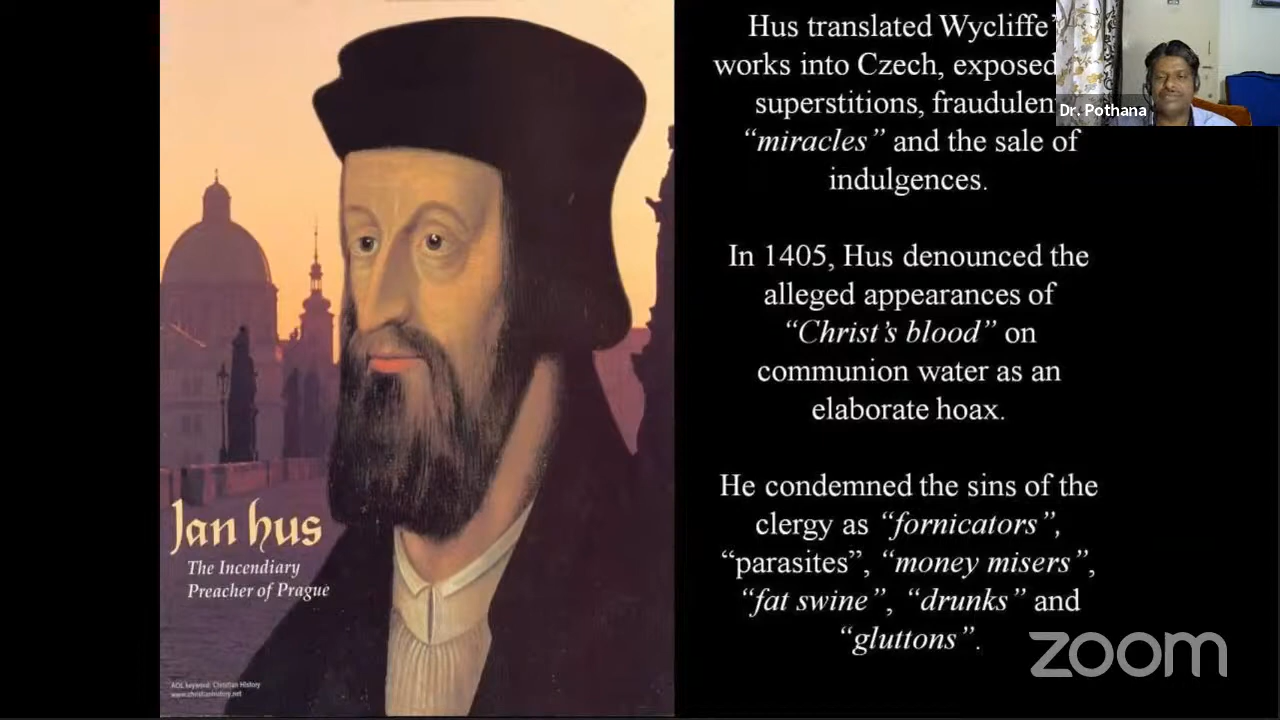 Hus translated Wycliffe’
works into Czech, exposed
superstitions, fraudulen
“miracles” and the sale of
indulgences.
In 1405, Hus denounced the
alleged appearances of
“Christ’s blood” on
communion water as an
elaborate hoax.
He condemned the sins of the
clergy as “fornicators”,
“parasites”, “money misers”,
“fat swine”, “drunks” and
“gluttons”.
Jan hus
The Incendiary
Preacher of Prague
AOL keyword: Christian History
www.christianhistory.net
Dr. Pothana
zoom